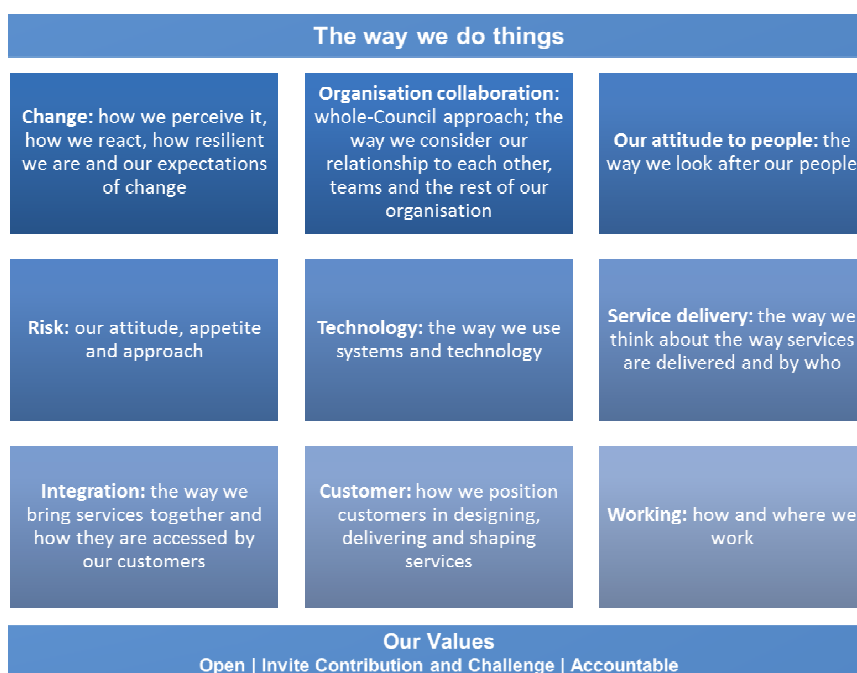 The way we do things
Change: how we perceive it,
how we react, how resilient
we are and our expectations
of change
Organisation collaboration:
whole-Council approach; the
way we consider our
relationship to each other,
teams and the rest of our
organisation
Our attitude to people: the
way we look after our people
Risk: our attitude, appetite
and approach
Technology: the way we use
systems and technology
Service delivery: the way we
think about the way services
are delivered and by who
Integration: the way we
bring services together and
how they are accessed by
our customers
Customer: how we position
customers in designing,
delivering and shaping
services
Working: how and where we
work
Our Values
Open | Invite Contribution and Challenge | Accountable